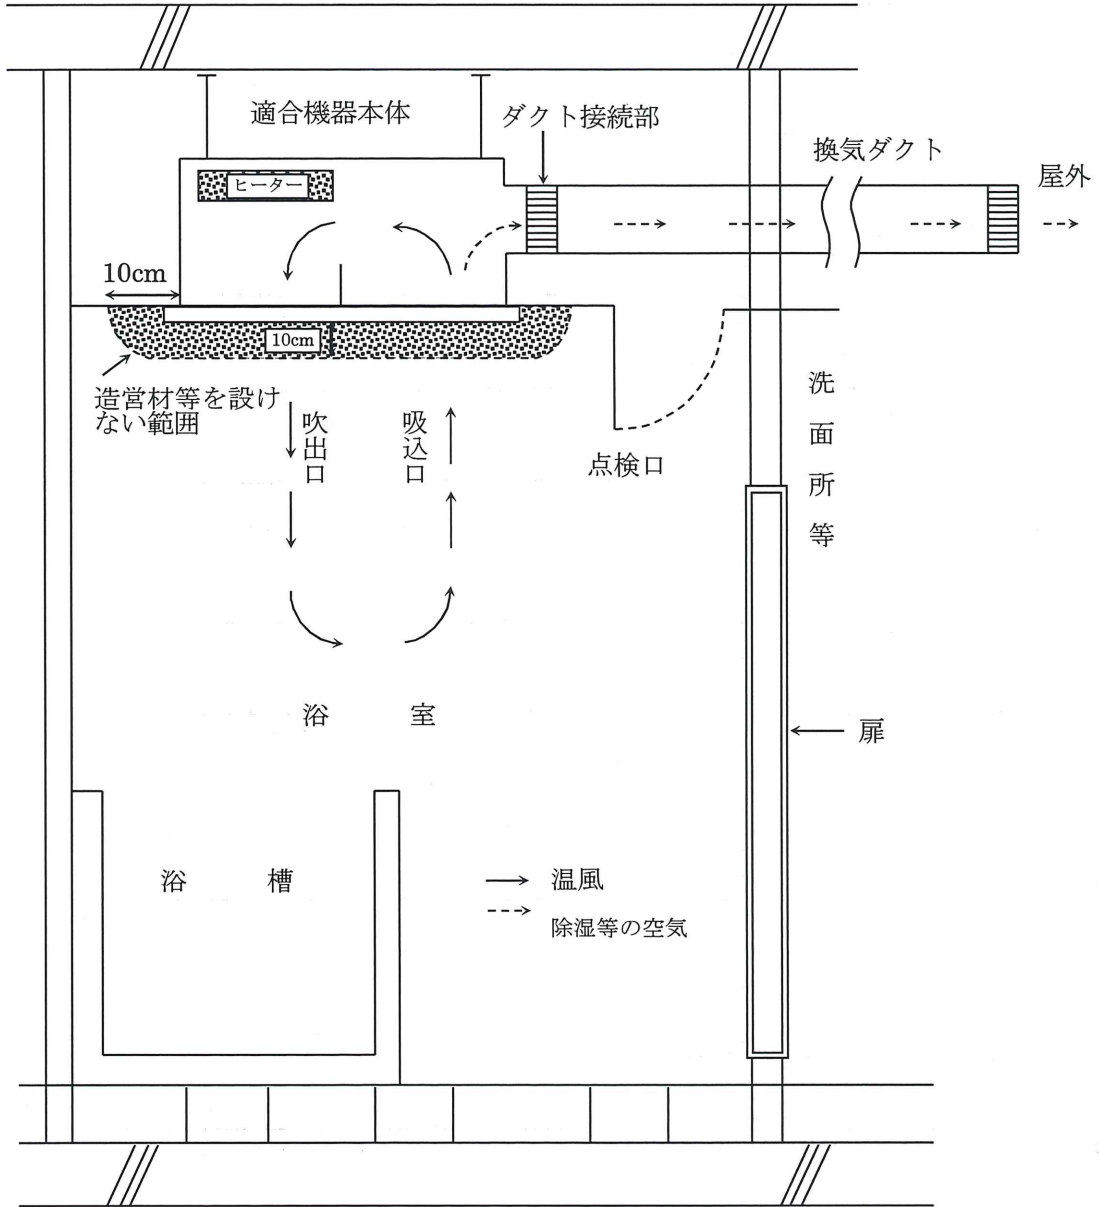 適合機器本体
ダクト接続部
換気ダクト
屋外
ヒーター
10cm
10cm
造営材等を設け
ない範囲
吹出口
吸込口
点検口
洗面所等
浴室
扉
浴槽
温風
除湿等の空気